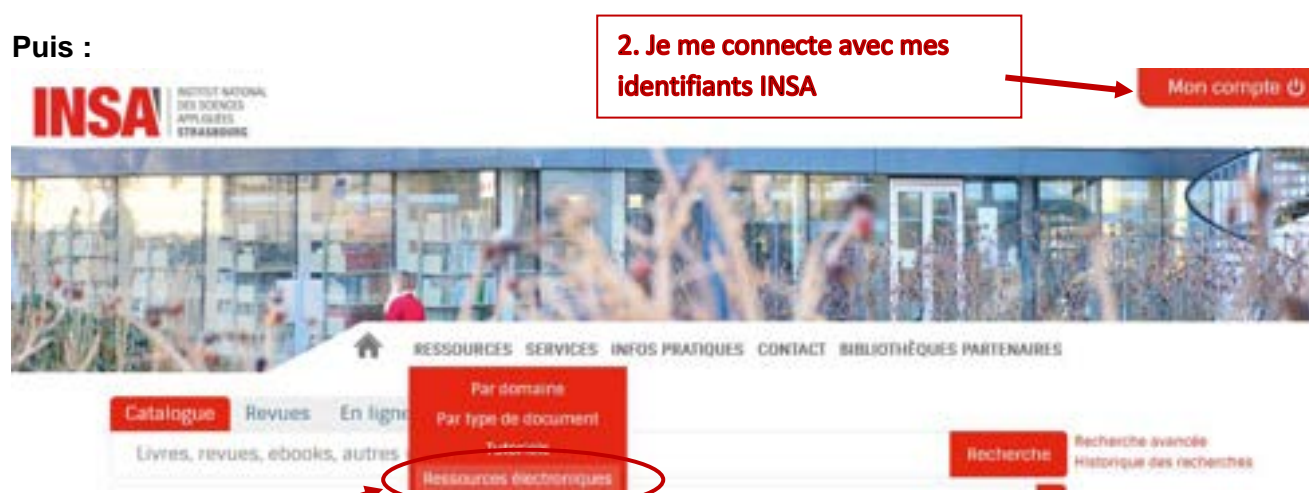 Puis :
2. Je me connecte avec mes
identifiants INSA
Mon compte
INSA
INSTITUT NATIONAL
DES SCIENCES
APPLIQUÉES
STRASBOURG
RESSOURCES SERVICES INFOS PRATIQUES CONTACT BIBLIOTHÈQUES PARTENAIRES
Par domaine
Catalogue Revues En ligne
Par type de document
Livres, revues, ebooks, autres
Tutoriels
Recherche
Recherche avancée
Historique des recherches
Ressources électroniques